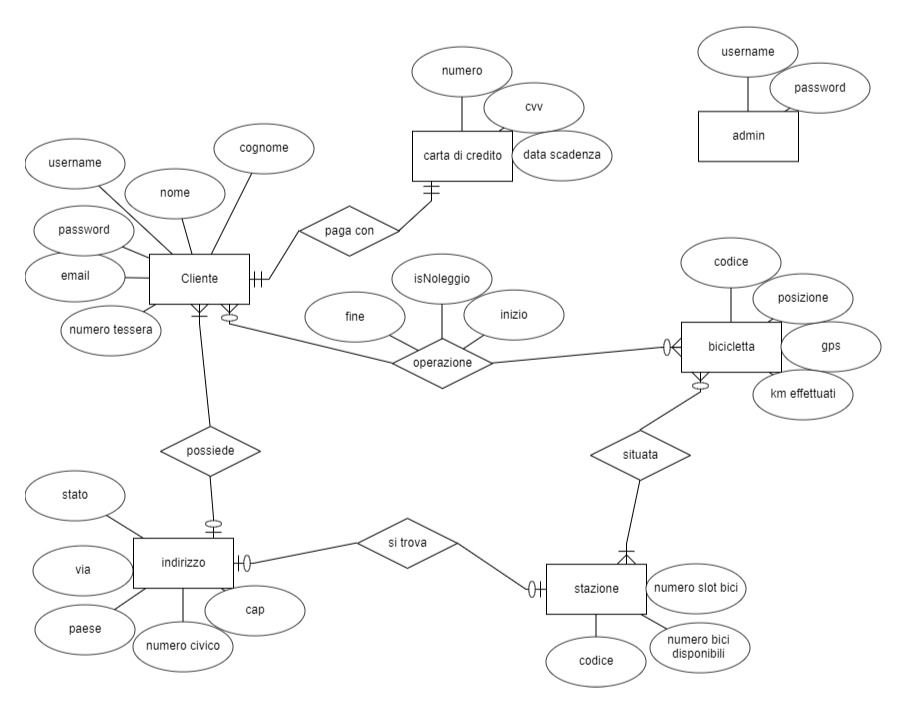 numero
cvv
carta di credito
data scadenza
username
password
admin
username
cognome
nome
password
email
Cliente
numero tessera
paga con
isNoleggio
fine
inizio
operazione
codice
posizione
bicicletta
gps
km effettuati
possiede
situata
stato
via
indirizzo
paese
numero civico
cap
si trova
stazione
numero slot bici
numero bici
disponibili
codice